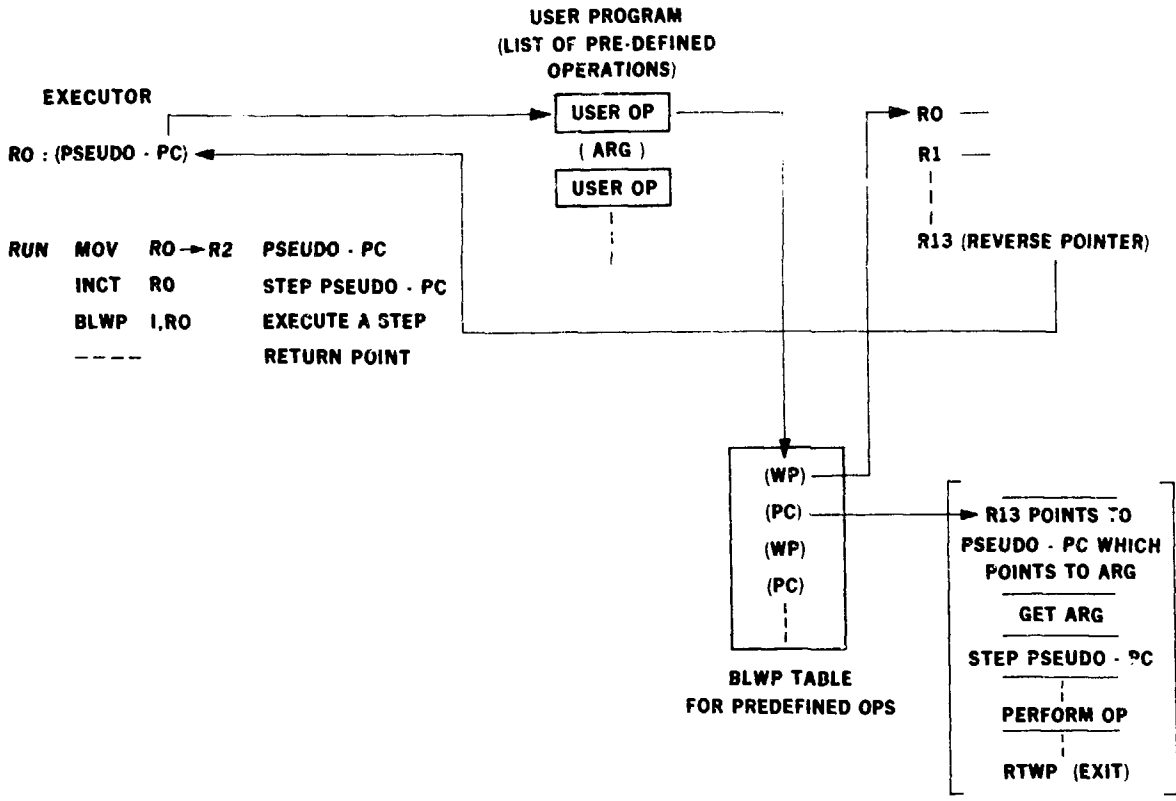 USER PROGRAM
(LIST OF PRE-DEFINED
OPERATIONS)
EXECUTOR
USER OP
RO —
RO : (PSEUDO - PC)
( ARG )
R1 —
USER OP
R13 (REVERSE POINTER)
RUN MOV RO→R2 PSEUDO - PC
INCT RO STEP PSEUDO - PC
BLWP I,RO EXECUTE A STEP
---- RETURN POINT
(WP)
(PC)
(WP)
(PC)
BLWP TABLE
FOR PREDEFINED OPS
R13 POINTS TO
PSEUDO - PC WHICH
POINTS TO ARG
GET ARG
STEP PSEUDO - PC
PERFORM OP
RTWP (EXIT)